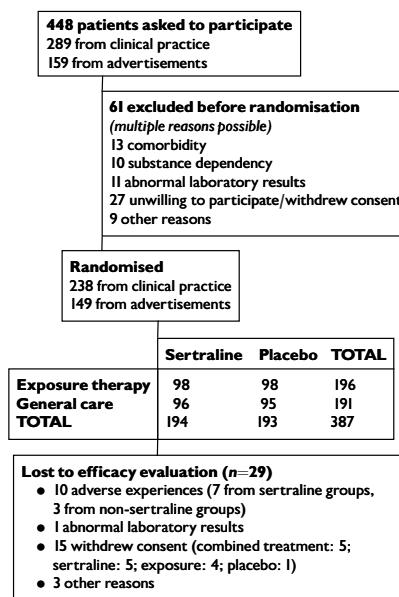 448 patients asked to participate
289 from clinical practice
159 from advertisements
61 excluded before randomisation
(multiple reasons possible)
13 comorbidity
10 substance dependency
11 abnormal laboratory results
27 unwilling to participate/withdrew consent
9 other reasons
Randomised
238 from clinical practice
149 from advertisements
Sertraline Placebo TOTAL
Exposure therapy 98 98 196
General care 96 95 191
TOTAL 194 193 387
Lost to efficacy evaluation (n=29)
● 10 adverse experiences (7 from sertraline groups,
3 from non-sertraline groups)
● 1 abnormal laboratory results
● 15 withdrew consent (combined treatment: 5;
sertraline: 5; exposure: 4; placebo: 1)
● 3 other reasons